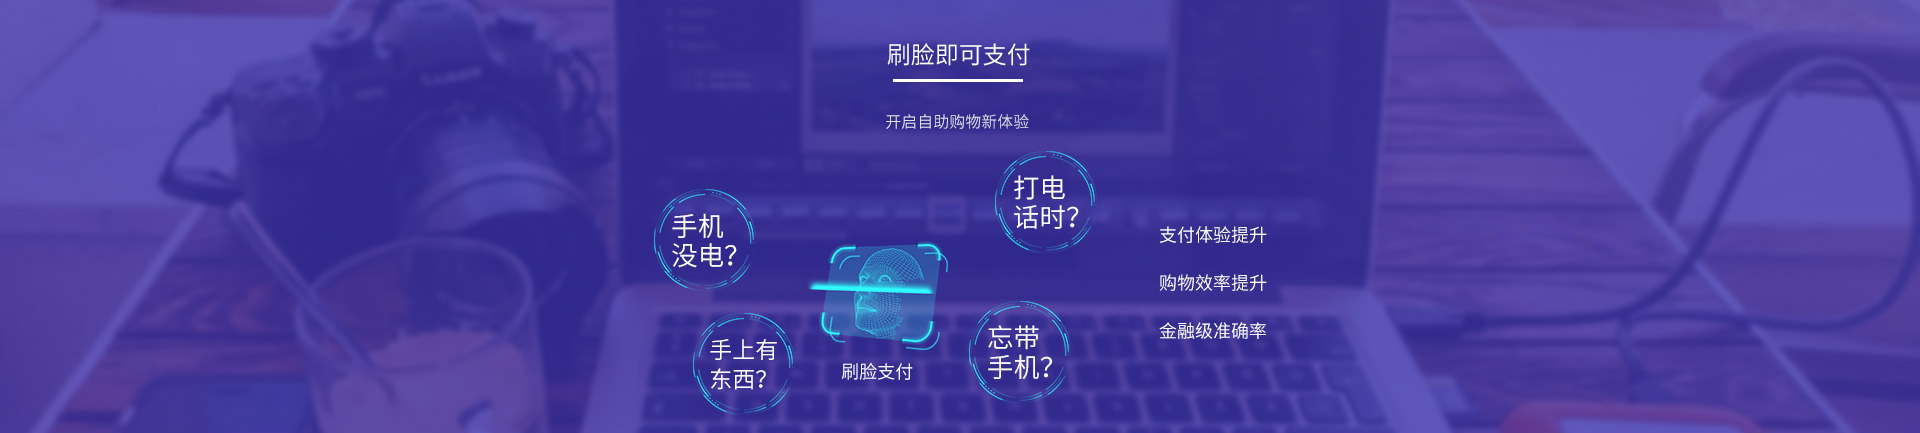 刷脸即可支付
开启自助购物新体验
手机
没电?
打电
话时?
手上有
东西?
忘带
手机?
刷脸支付
支付体验提升
购物效率提升
金融级准确率